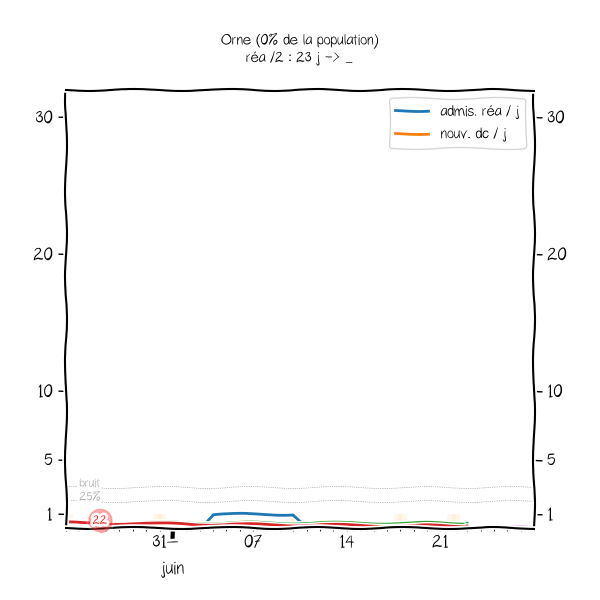 Orne (0% de la population)
réa /2 : 23 j -> _
admis. réa / j
nouv. dc / j
30
30
20
20
10
10
5
5
bruit
25%
1
22
1
31
07
14
21
juin